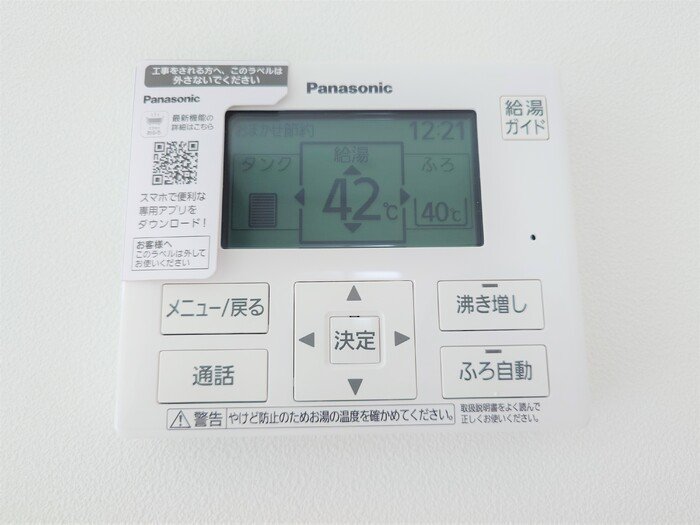 工事をされる方へ、このラベルは
外さないでください
Panasonic
最新機能の
詳細はこちら
スマホで便利な
専用アプリを
ダウンロード!
お客様へ
このラベルは外して
お使いください
Panasonic
給湯
ガイド
おまかせ節約 12:21
タンク 給湯 ふろ
42℃ 40℃
メニュー/戻る
沸き増し
決定
通話
ふろ自動
警告 やけど防止のためお湯の温度を確かめてください。
取扱説明書をよく読んで
正しくお使いください。